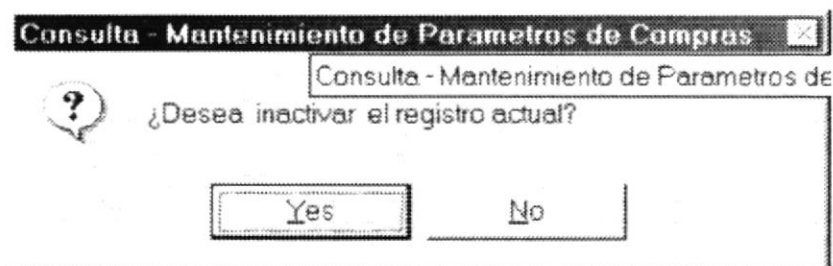 Consulta - Mantenimiento de Parametros de Compras
Consulta - Mantenimiento de Parametros de
?
¿Desea inactivar el registro actual?
Yes
No